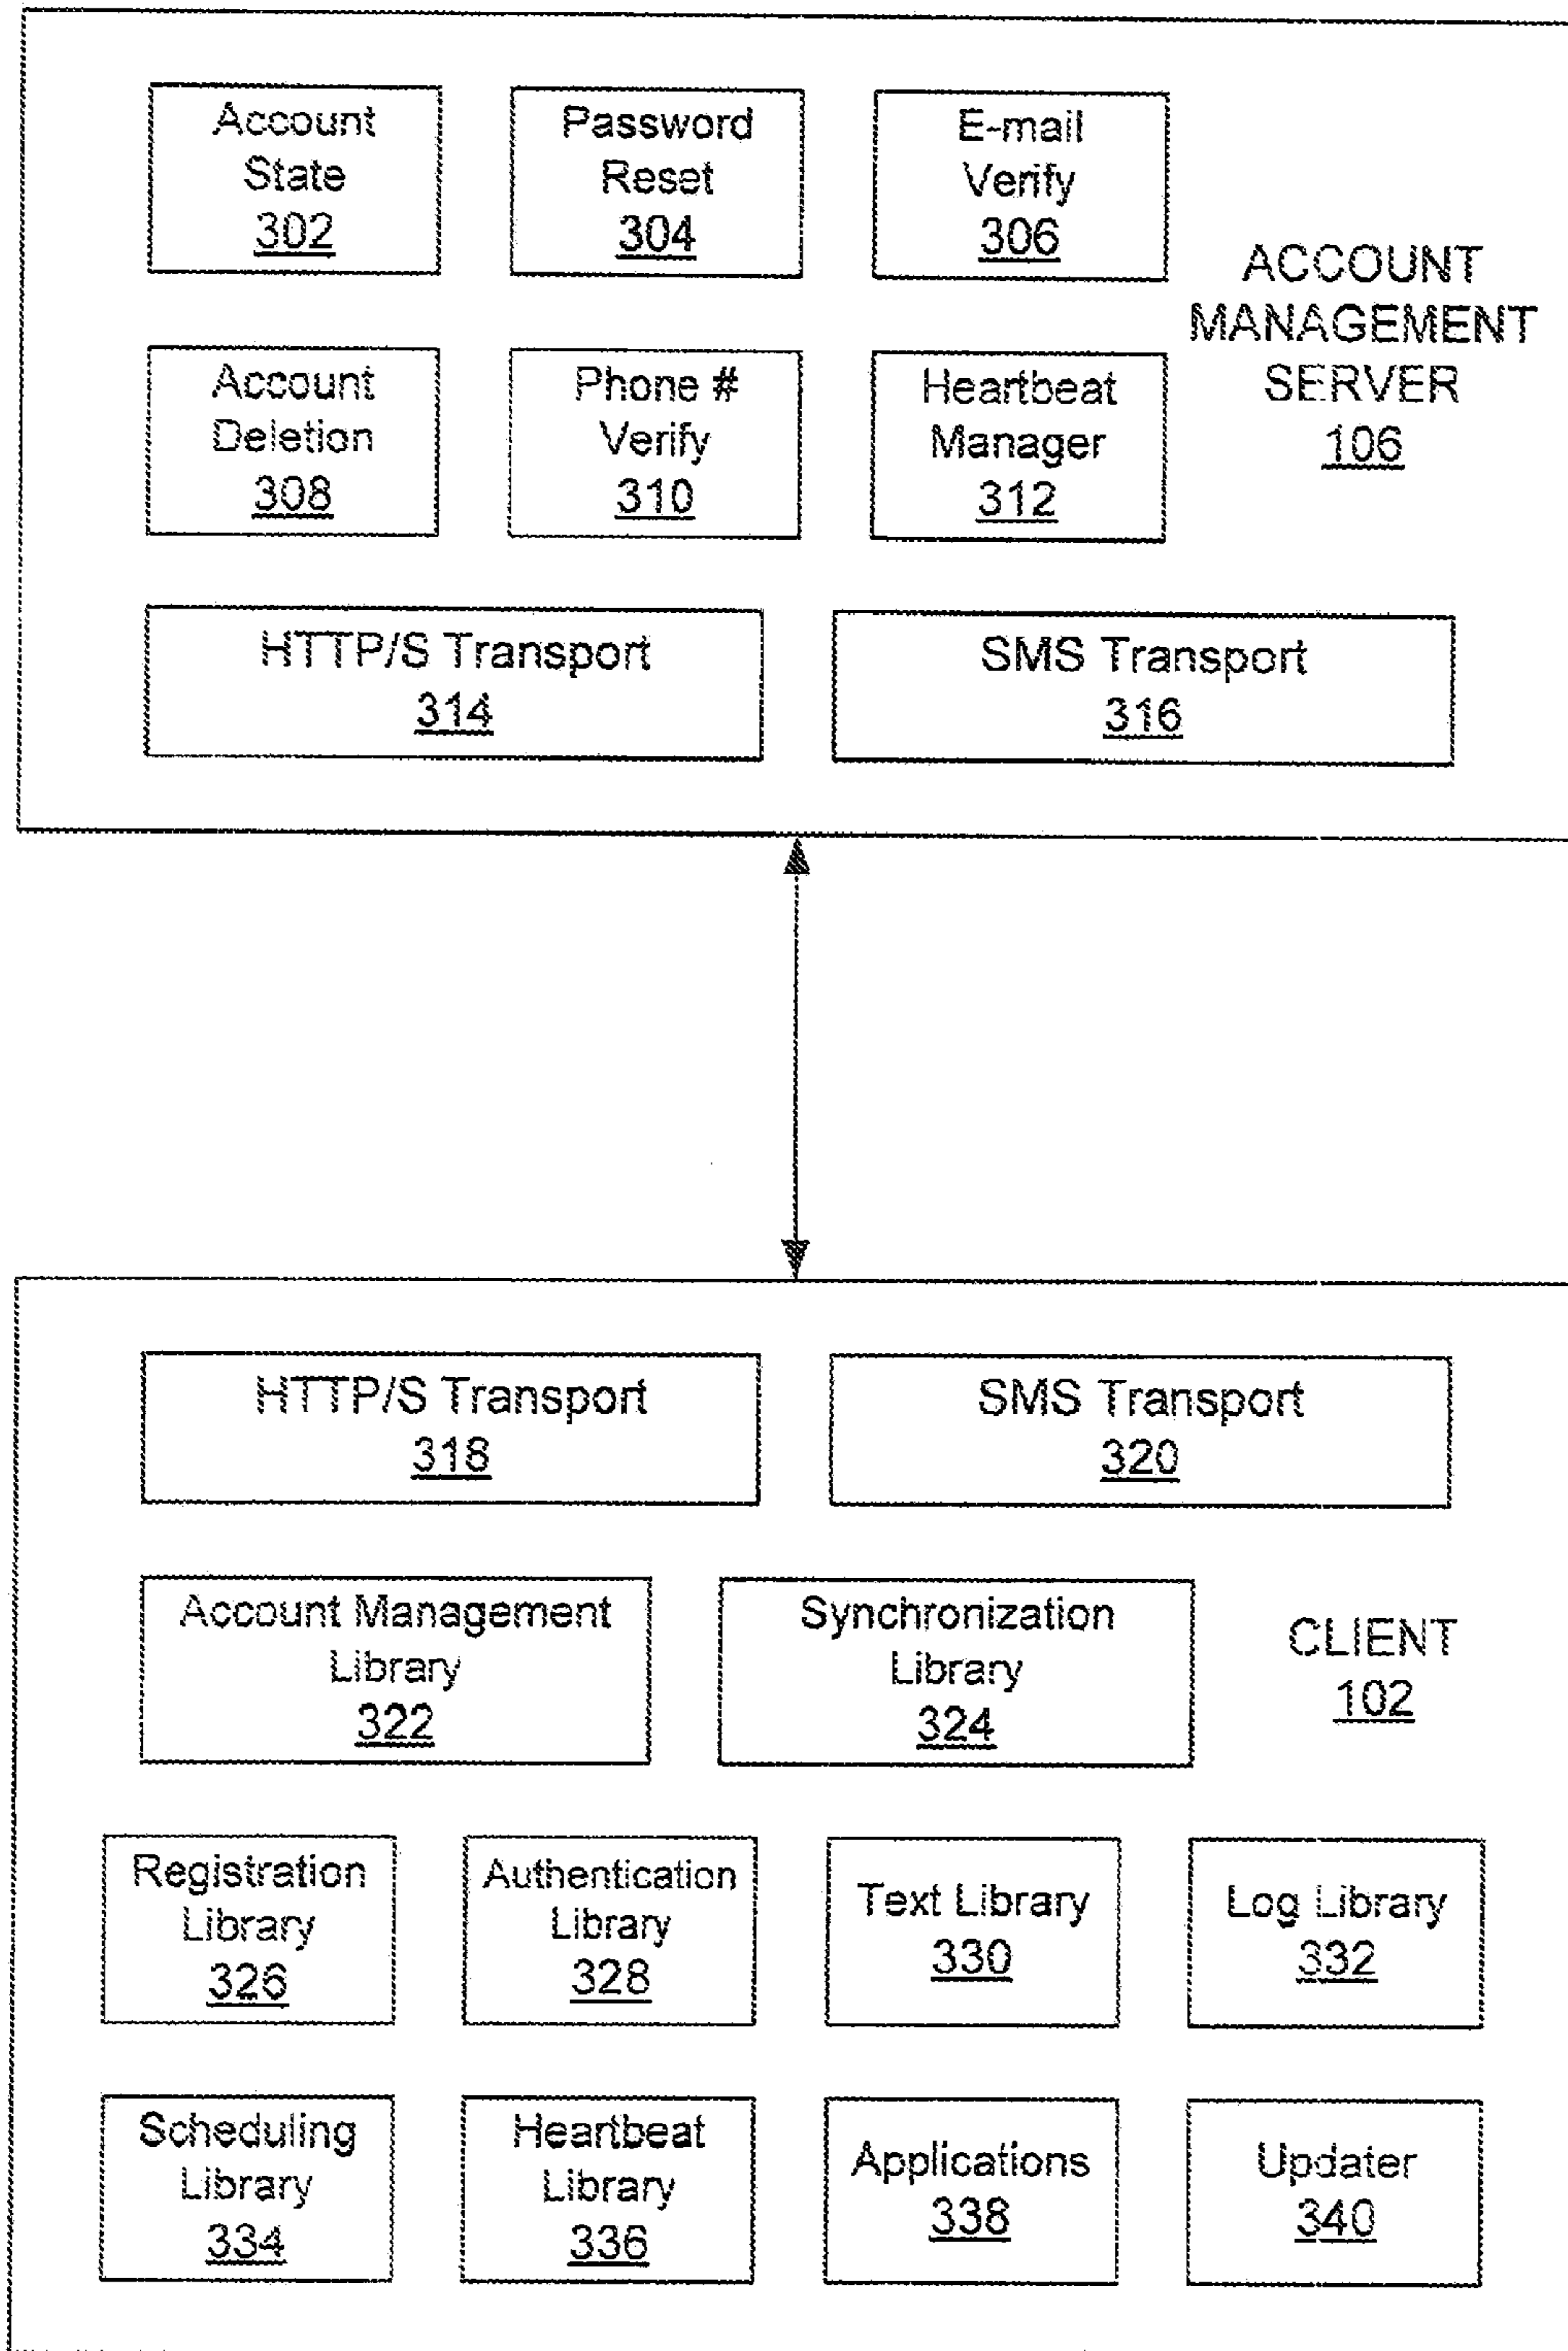 Account
State
302
Password
Reset
304
E-mail
Verify
306
ACCOUNT
MANAGEMENT
SERVER
106
Account
Deletion
308
Phone #
Verify
310
Heartbeat
Manager
312
HTTP/S Transport
314
SMS Transport
316
HTTP/S Transport
318
SMS Transport
320
Account Management
Library
322
Synchronization
Library
324
CLIENT
102
Registration
Library
326
Authentication
Library
328
Text Library
330
Log Library
332
Scheduling
Library
334
Heartbeat
Library
336
Applications
338
Updater
340